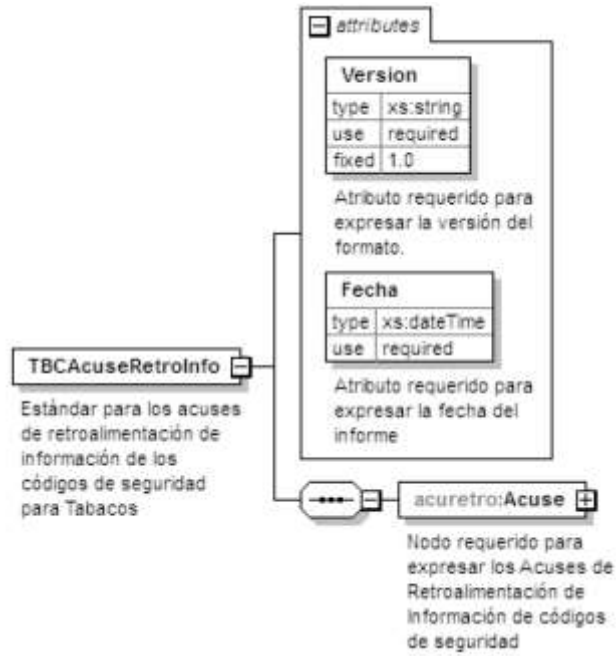 attributes
Version
type xs:string
use required
fixed 1.0
Atributo requerido para
expresar la versión del
formato.
Fecha
type xs:dateTime
use required
Atributo requerido para
expresar la fecha del
informe
TBCAcuseRetroInfo
Estándar para los acuses
de retroalimentación de
información de los
códigos de seguridad
para Tabacos
acuretro:Acuse
Nodo requerido para
expresar los Acuses de
Retroalimentación de
Información de códigos
de seguridad